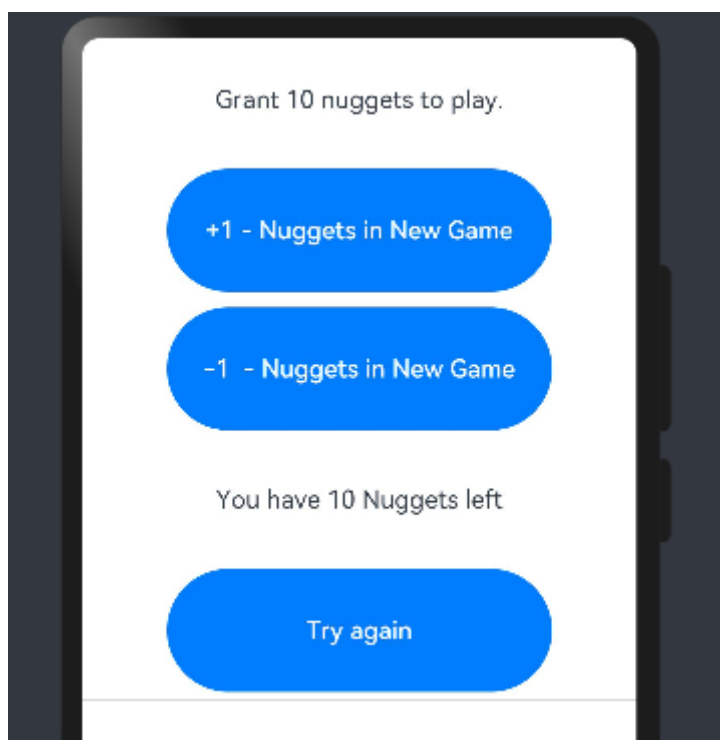 Grant 10 nuggets to play.
+1 - Nuggets in New Game
-1  - Nuggets in New Game
You have 10 Nuggets left
Try again